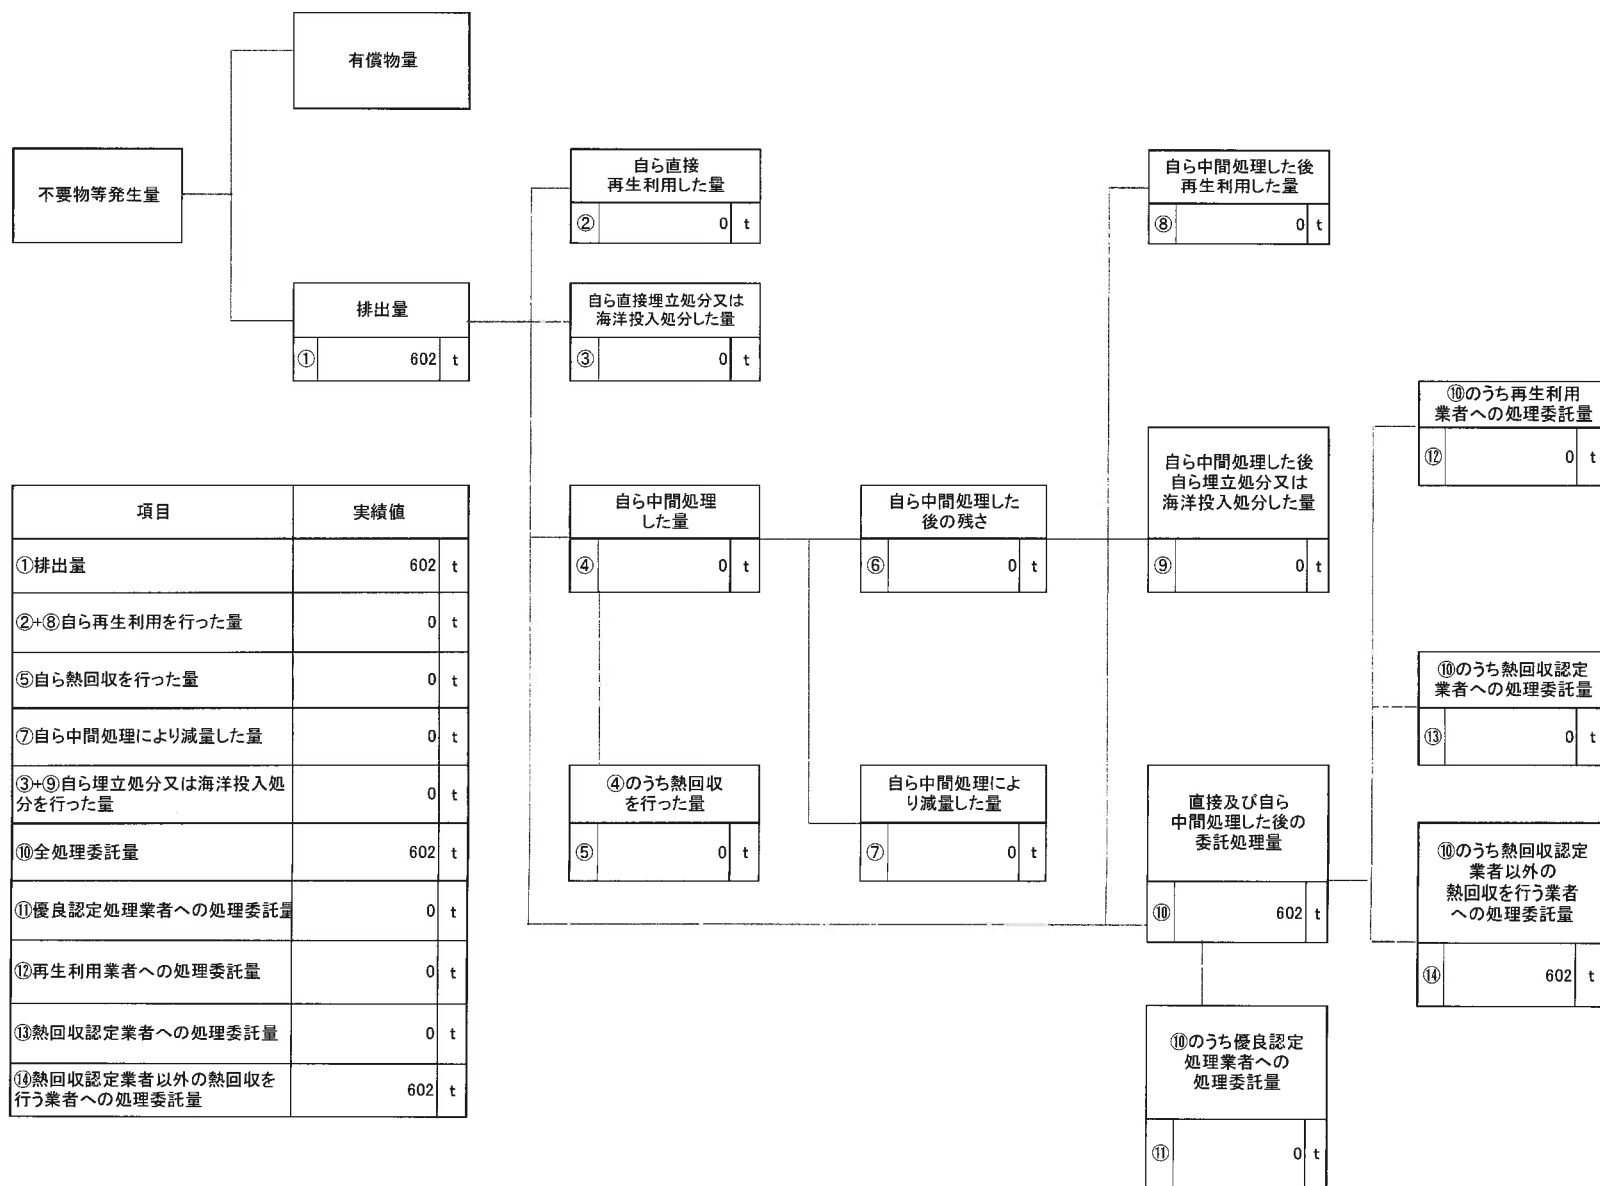 有償物量
不要物等発生量
排出量
① 602 t
自ら直接
再生利用した量
② 0 t
自ら直接埋立処分又は
海洋投入処分した量
③ 0 t
自ら中間処理
した量
④ 0 t
④のうち熱回収
を行った量
⑤ 0 t
自ら中間処理した
後の残さ
⑥ 0 t
自ら中間処理によ
り減量した量
⑦ 0 t
自ら中間処理した後
再生利用した量
⑧ 0 t
自ら中間処理した後
自ら埋立処分又は
海洋投入処分した量
⑨ 0 t
直接及び自ら
中間処理した後の
委託処理量
⑩ 602 t
⑩のうち優良認定
処理業者への
処理委託量
⑪ 0 t
⑩のうち再生利用
業者への処理委託量
⑫ 0 t
⑩のうち熱回収認定
業者への処理委託量
⑬ 0 t
⑩のうち熱回収認定
業者以外の
熱回収を行う業者
への処理委託量
⑭ 602 t
項目 実績値
①排出量 602 t
②+⑧自ら再生利用を行った量 0 t
⑤自ら熱回収を行った量 0 t
⑦自ら中間処理により減量した量 0 t
③+⑨自ら埋立処分又は海洋投入処
分を行った量 0 t
⑩全処理委託量 602 t
⑪優良認定処理業者への処理委託量 0 t
⑫再生利用業者への処理委託量 0 t
⑬熱回収認定業者への処理委託量 0 t
⑭熱回収認定業者以外の熱回収を
行う業者への処理委託量 602 t